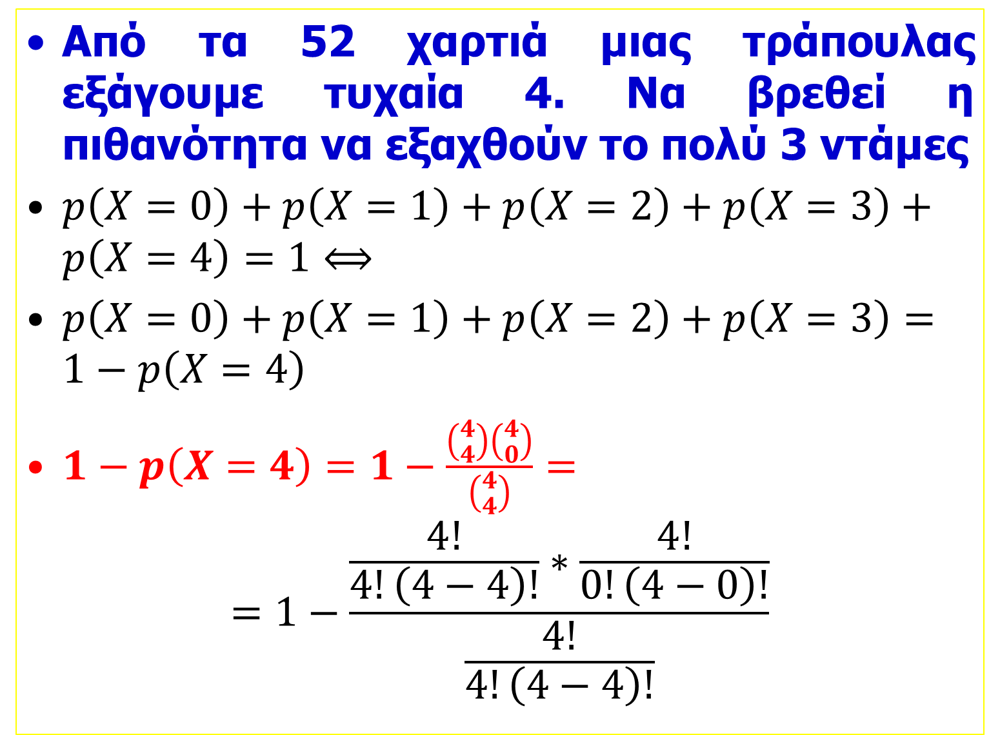 • Από τα 52 χαρτιά μιας τράπουλας
εξάγουμε τυχαία 4. Να βρεθεί η
πιθανότητα να εξαχθούν το πολύ 3 ντάμες
• p(X = 0) + p(X = 1) + p(X = 2) + p(X = 3) +
p(X = 4) = 1 ⟺
• p(X = 0) + p(X = 1) + p(X = 2) + p(X = 3) =
1 − p(X = 4)
• 1 − p(X = 4) = 1 − \frac{\binom{4}{4}\binom{4}{0}}{\binom{4}{4}} =
= 1 − \frac{\frac{4!}{4!(4−4)!} * \frac{4!}{0!(4−0)!}}{\frac{4!}{4!(4−4)!}}